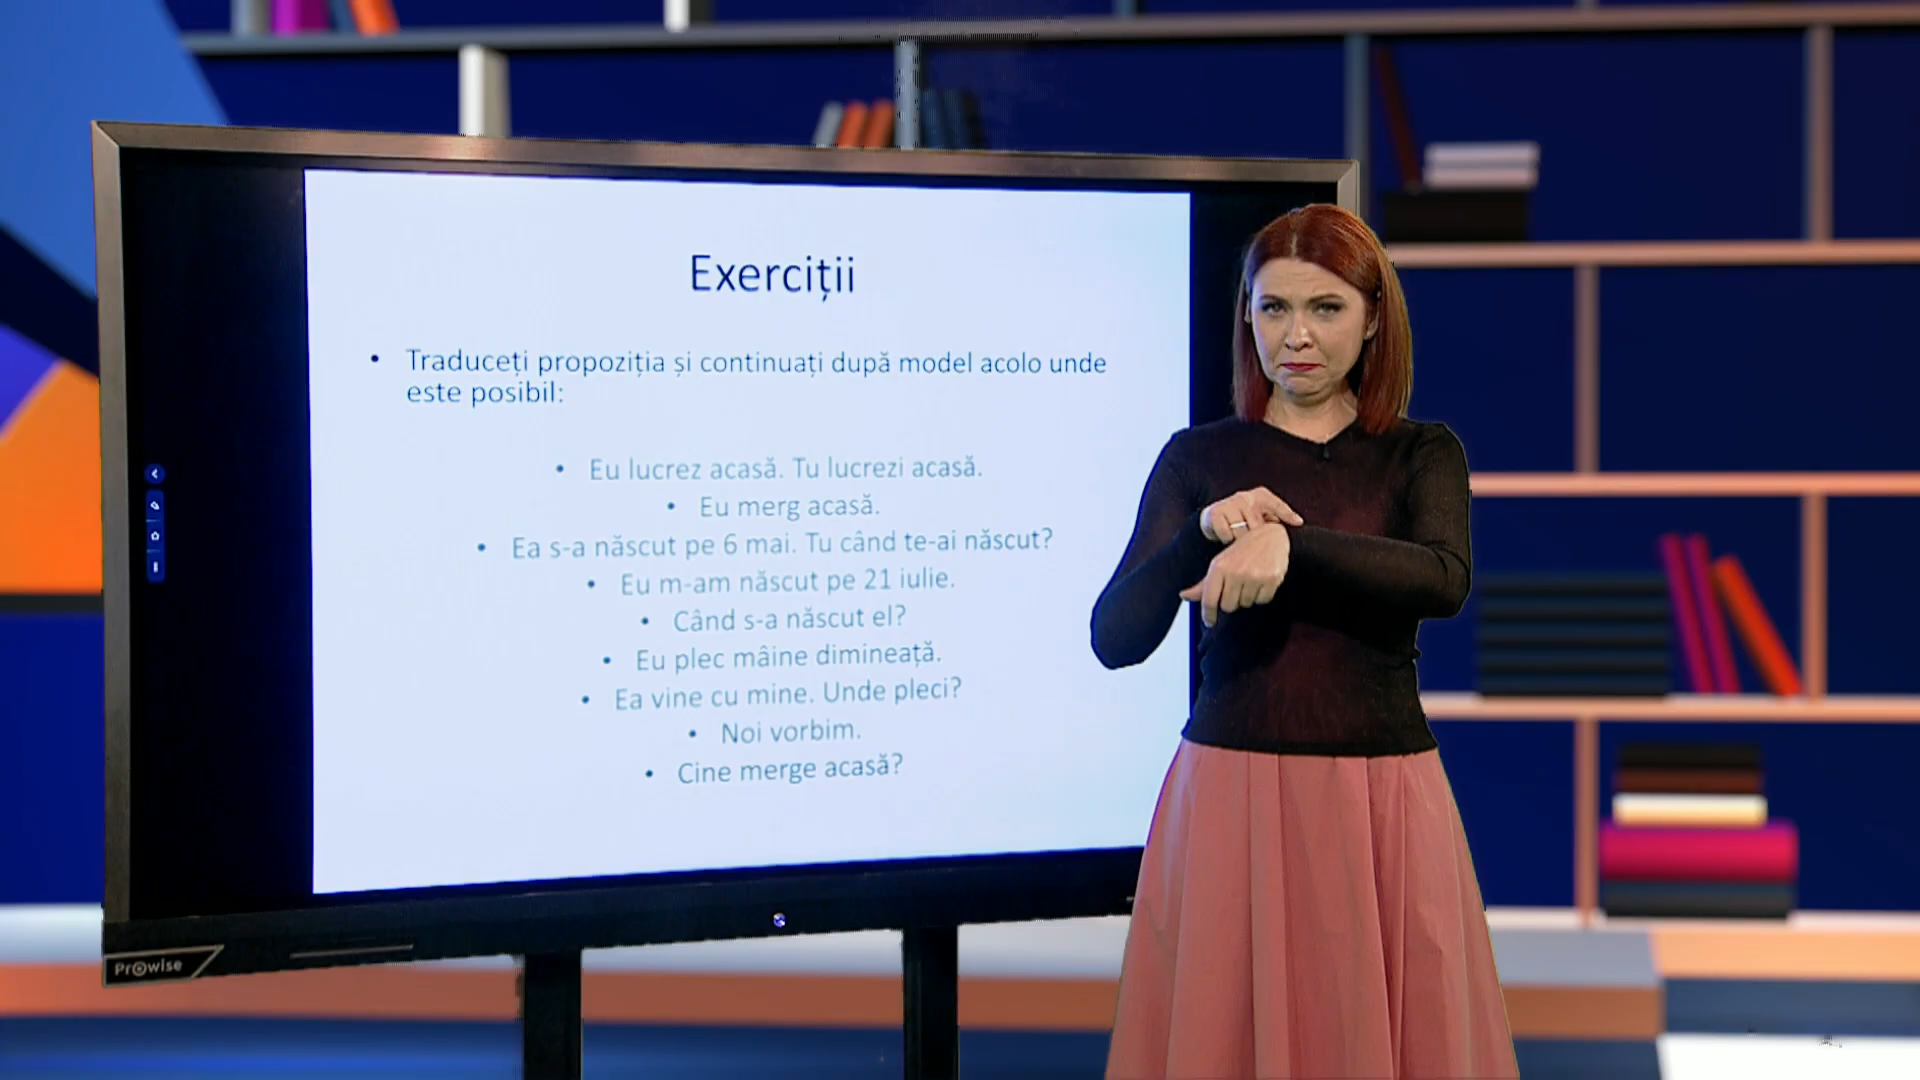 Exerciții
• Traduceți propoziția și continuați după model acolo unde
este posibil:
• Eu lucrez acasă. Tu lucrezi acasă.
• Eu merg acasă.
• Ea s-a născut pe 6 mai. Tu când te-ai născut?
• Eu m-am născut pe 21 iulie.
• Când s-a născut el?
• Eu plec mâine dimineață.
• Ea vine cu mine. Unde pleci?
• Noi vorbim.
• Cine merge acasă?
Prowise